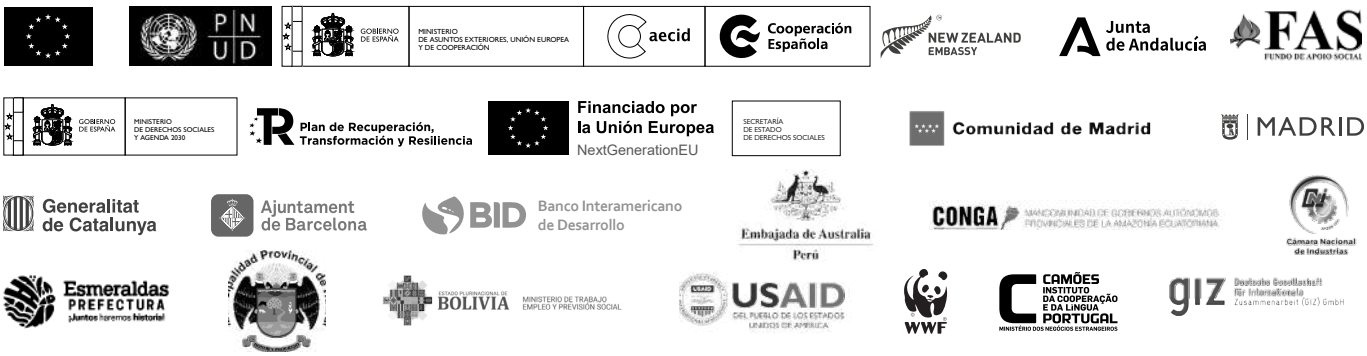 P N
U D
GOBIERNO
DE ESPAÑA
MINISTERIO
DE ASUNTOS EXTERIORES, UNIÓN EUROPEA
Y DE COOPERACIÓN
aecid
Cooperación
Española
NEW ZEALAND
EMBASSY
Junta
de Andalucía
FAS
FUNDO DE APOIO SOCIAL
GOBIERNO
DE ESPAÑA
MINISTERIO
DE DERECHOS SOCIALES
Y AGENDA 2030
R
Plan de Recuperación,
Transformación y Resiliencia
Financiado por
la Unión Europea
NextGenerationEU
SECRETARÍA
DE ESTADO
DE DERECHOS SOCIALES
Comunidad de Madrid
MADRID
Generalitat
de Catalunya
Ajuntament
de Barcelona
BID
Banco Interamericano
de Desarrollo
Embajada de Australia
Perú
CONGA
MANCOMUNIDAD DE GOBIERNOS AUTÓNOMOS
PROVINCIALES DE LA AMAZONÍA ECUATORIANA
Cámara Nacional
de Industrias
Esmeraldas
PREFECTURA
¡Juntos haremos historia!
alidad Provincial de
ESTADO PLURINACIONAL DE
BOLIVIA
MINISTERIO DE TRABAJO
EMPLEO Y PREVISIÓN SOCIAL
USAID
USAID
DEL PUEBLO DE LOS ESTADOS
UNIDOS DE AMÉRICA
WWF
CAMÕES
INSTITUTO
DA COOPERAÇÃO
E DA LÍNGUA
PORTUGAL
MINISTÉRIO DOS NEGÓCIOS ESTRANGEIROS
giz
Deutsche Gesellschaft
für Internationale
Zusammenarbeit (GIZ) GmbH